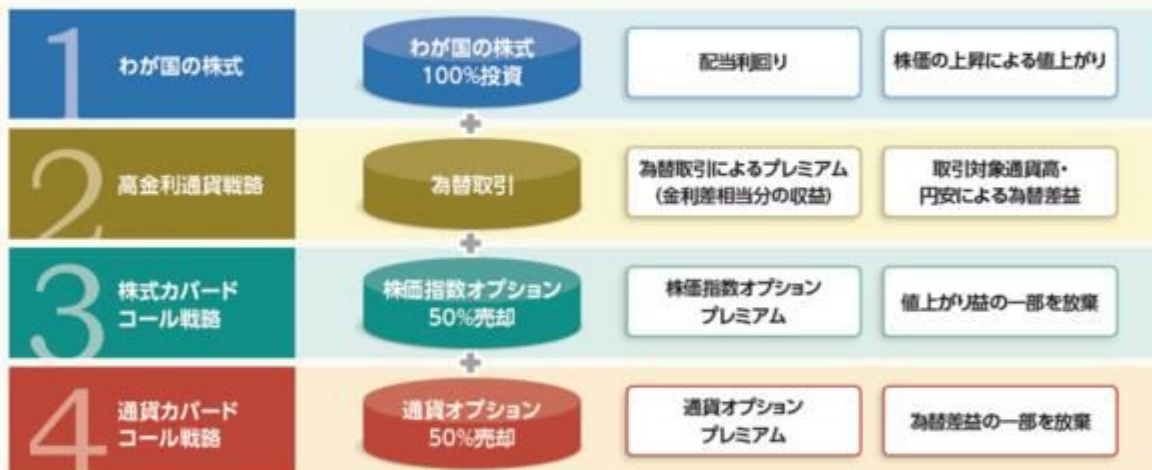 1
わが国の株式
わが国の株式
100%投資
配当利回り
株価の上昇による値上がり
+
2
高金利通貨戦略
為替取引
為替取引によるプレミアム
(金利差相当分の収益)
取引対象通貨高・
円安による為替差益
+
3
株式カバード
コール戦略
株価指数オプション
50%売却
株価指数オプション
プレミアム
値上がり益の一部を放棄
+
4
通貨カバード
コール戦略
通貨オプション
50%売却
通貨オプション
プレミアム
為替差益の一部を放棄